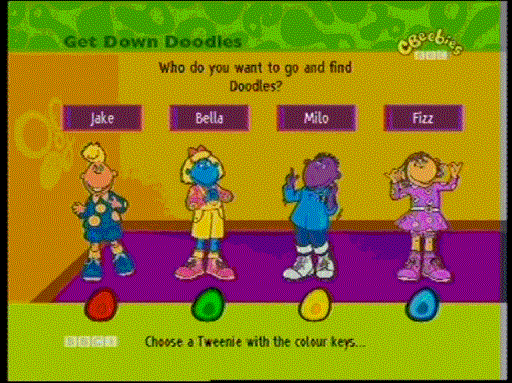 Get Down Doodles
CBeebies
BBC
Who do you want to go and find
Doodles?
Jake
Bella
Milo
Fizz
BBCi
Choose a Tweenie with the colour keys...